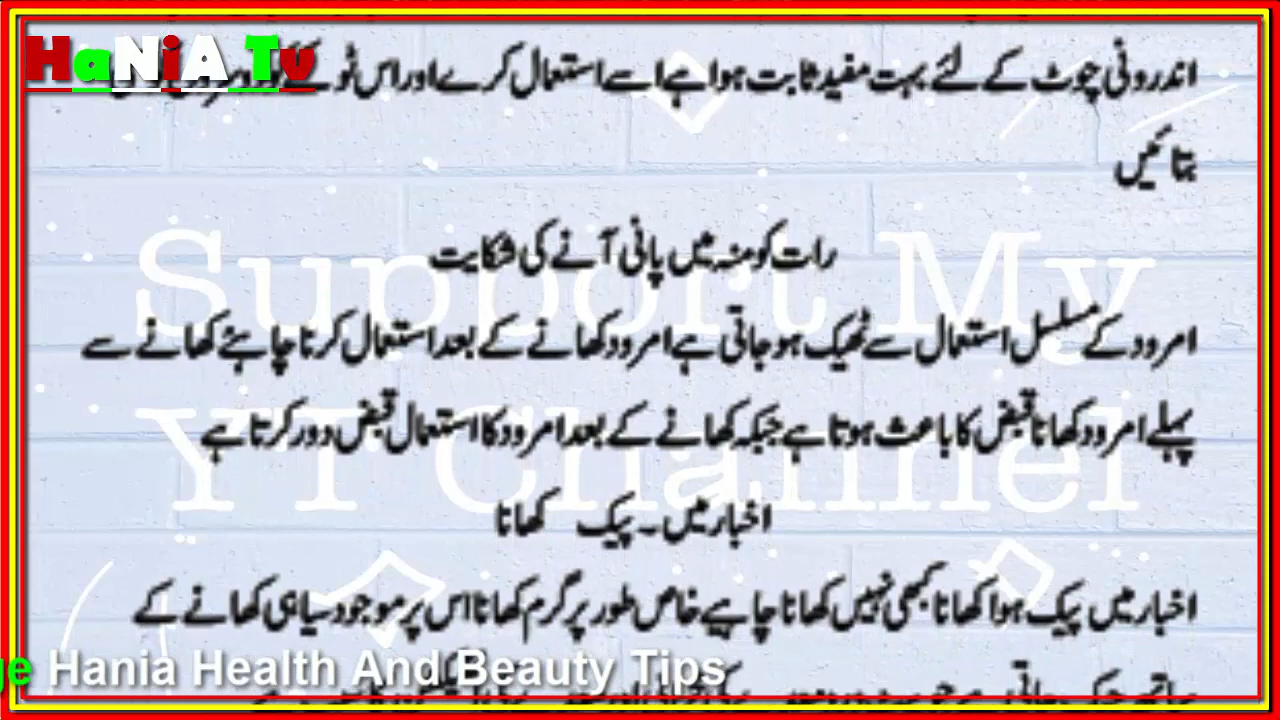 HaNiA Tv
اندرونی چوٹ کے لئے بہت مفید ثابت ہوا ہے اسے استعمال کرے اور اس
بتائیں
رات کو منہ میں پانی آنے کی شکایت
امرود کے مسلسل استعمال سے ٹھیک ہو جاتی ہے امرود کھانے کے بعد استعمال کرنا چاہئے کھانے سے
پہلے امرود کھانا قبض کا باعث ہوتا ہے جبکہ کھانے کے بعد امرود کا استعمال قبض دور کرتا ہے
اخبار میں ۔ پیک کھانا
اخبار میں پیک ہوا کھانا کبھی نہیں کھانا چاہیے خاص طور پر گرم کھانا اس پر موجود سیاہی کھانے کے
Support My
YT Channel
ge Hania Health And Beauty Tips